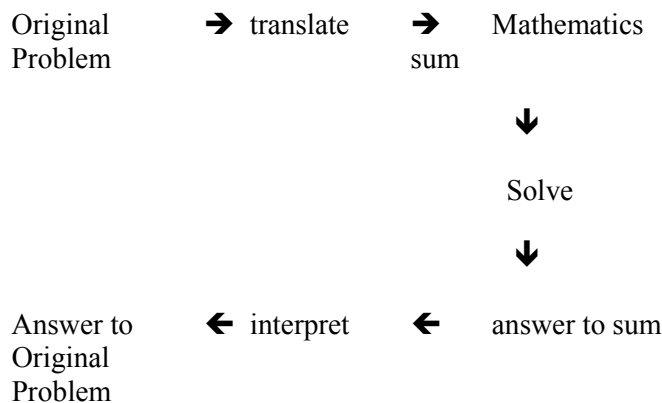 Original ➔ translate ➔ Mathematics
Problem sum
🡻
Solve
🡻
Answer to 🡸 interpret 🡸 answer to sum
Original
Problem